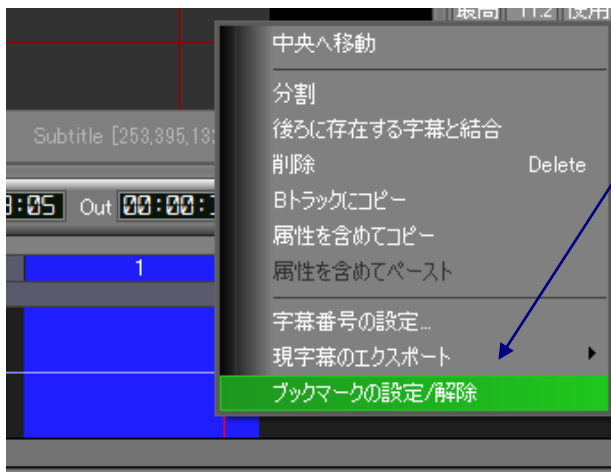 最高 11.2 使用
中央へ移動
分割
後ろに存在する字幕と結合
削除 Delete
Bトラックにコピー
属性を含めてコピー
属性を含めてペースト
字幕番号の設定...
現字幕のエクスポート
ブックマークの設定/解除
Subtitle [253,395,13
:05 Out 00:00:
1